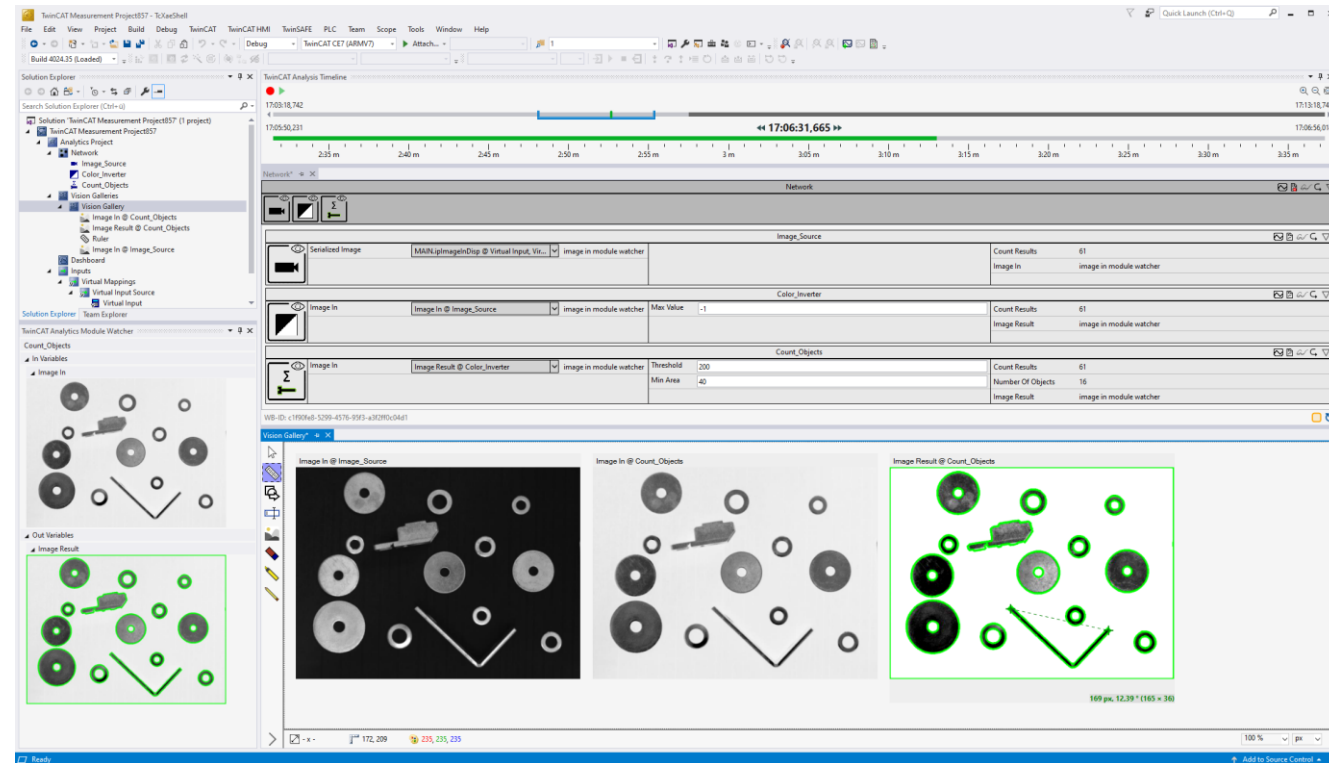 TwinCAT Measurement Project857 - TcXaeShell
Quick Launch (Ctrl+Q)
File Edit View Project Build Debug TwinCAT TwinCAT HMI TwinSAFE PLC Team Scope Tools Window Help
Debug TwinCAT CE7 (ARMV7) Attach... 1
Build 4024.35 (Loaded)
Solution Explorer
Search Solution Explorer (Ctrl+ü)
Solution 'TwinCAT Measurement Project857' (1 project)
TwinCAT Measurement Project857
Analytics Project
Network
Image_Source
Color_Inverter
Count_Objects
Vision Galleries
Vision Gallery
Image In @ Count_Objects
Image Result @ Count_Objects
Ruler
Image In @ Image_Source
Dashboard
Inputs
Virtual Mappings
Virtual Input Source
Virtual Input
Solution Explorer Team Explorer
TwinCAT Analytics Module Watcher
Count_Objects
In Variables
Image In
Out Variables
Image Result
TwinCAT Analysis Timeline
17:03:18,742 17:13:18,74
17:05:50,231 17:06:31,665 17:06:56,01
2:35 m 2:40 m 2:45 m 2:50 m 2:55 m 3 m 3:05 m 3:10 m 3:15 m 3:20 m 3:25 m 3:30 m 3:35 m
Network*
Network
Image_Source
Serialized Image MAIN.ipImageInDisp @ Virtual Input, Vir... image in module watcher Count Results 61
Image In image in module watcher
Color_Inverter
Image In Image In @ Image_Source image in module watcher Max Value -1 Count Results 61
Image Result image in module watcher
Count_Objects
Image In Image Result @ Color_Inverter image in module watcher Threshold 200 Count Results 61
Min Area 40 Number Of Objects 16
Image Result image in module watcher
WB-ID: c1f90fe8-5299-4576-95f3-a3f2ff0c04d1
Vision Gallery*
Image In @ Image_Source Image In @ Count_Objects Image Result @ Count_Objects
169 px, 12,39 ° (165 × 36)
- x - 172, 209 235, 235, 235 100 % px
Ready Add to Source Control